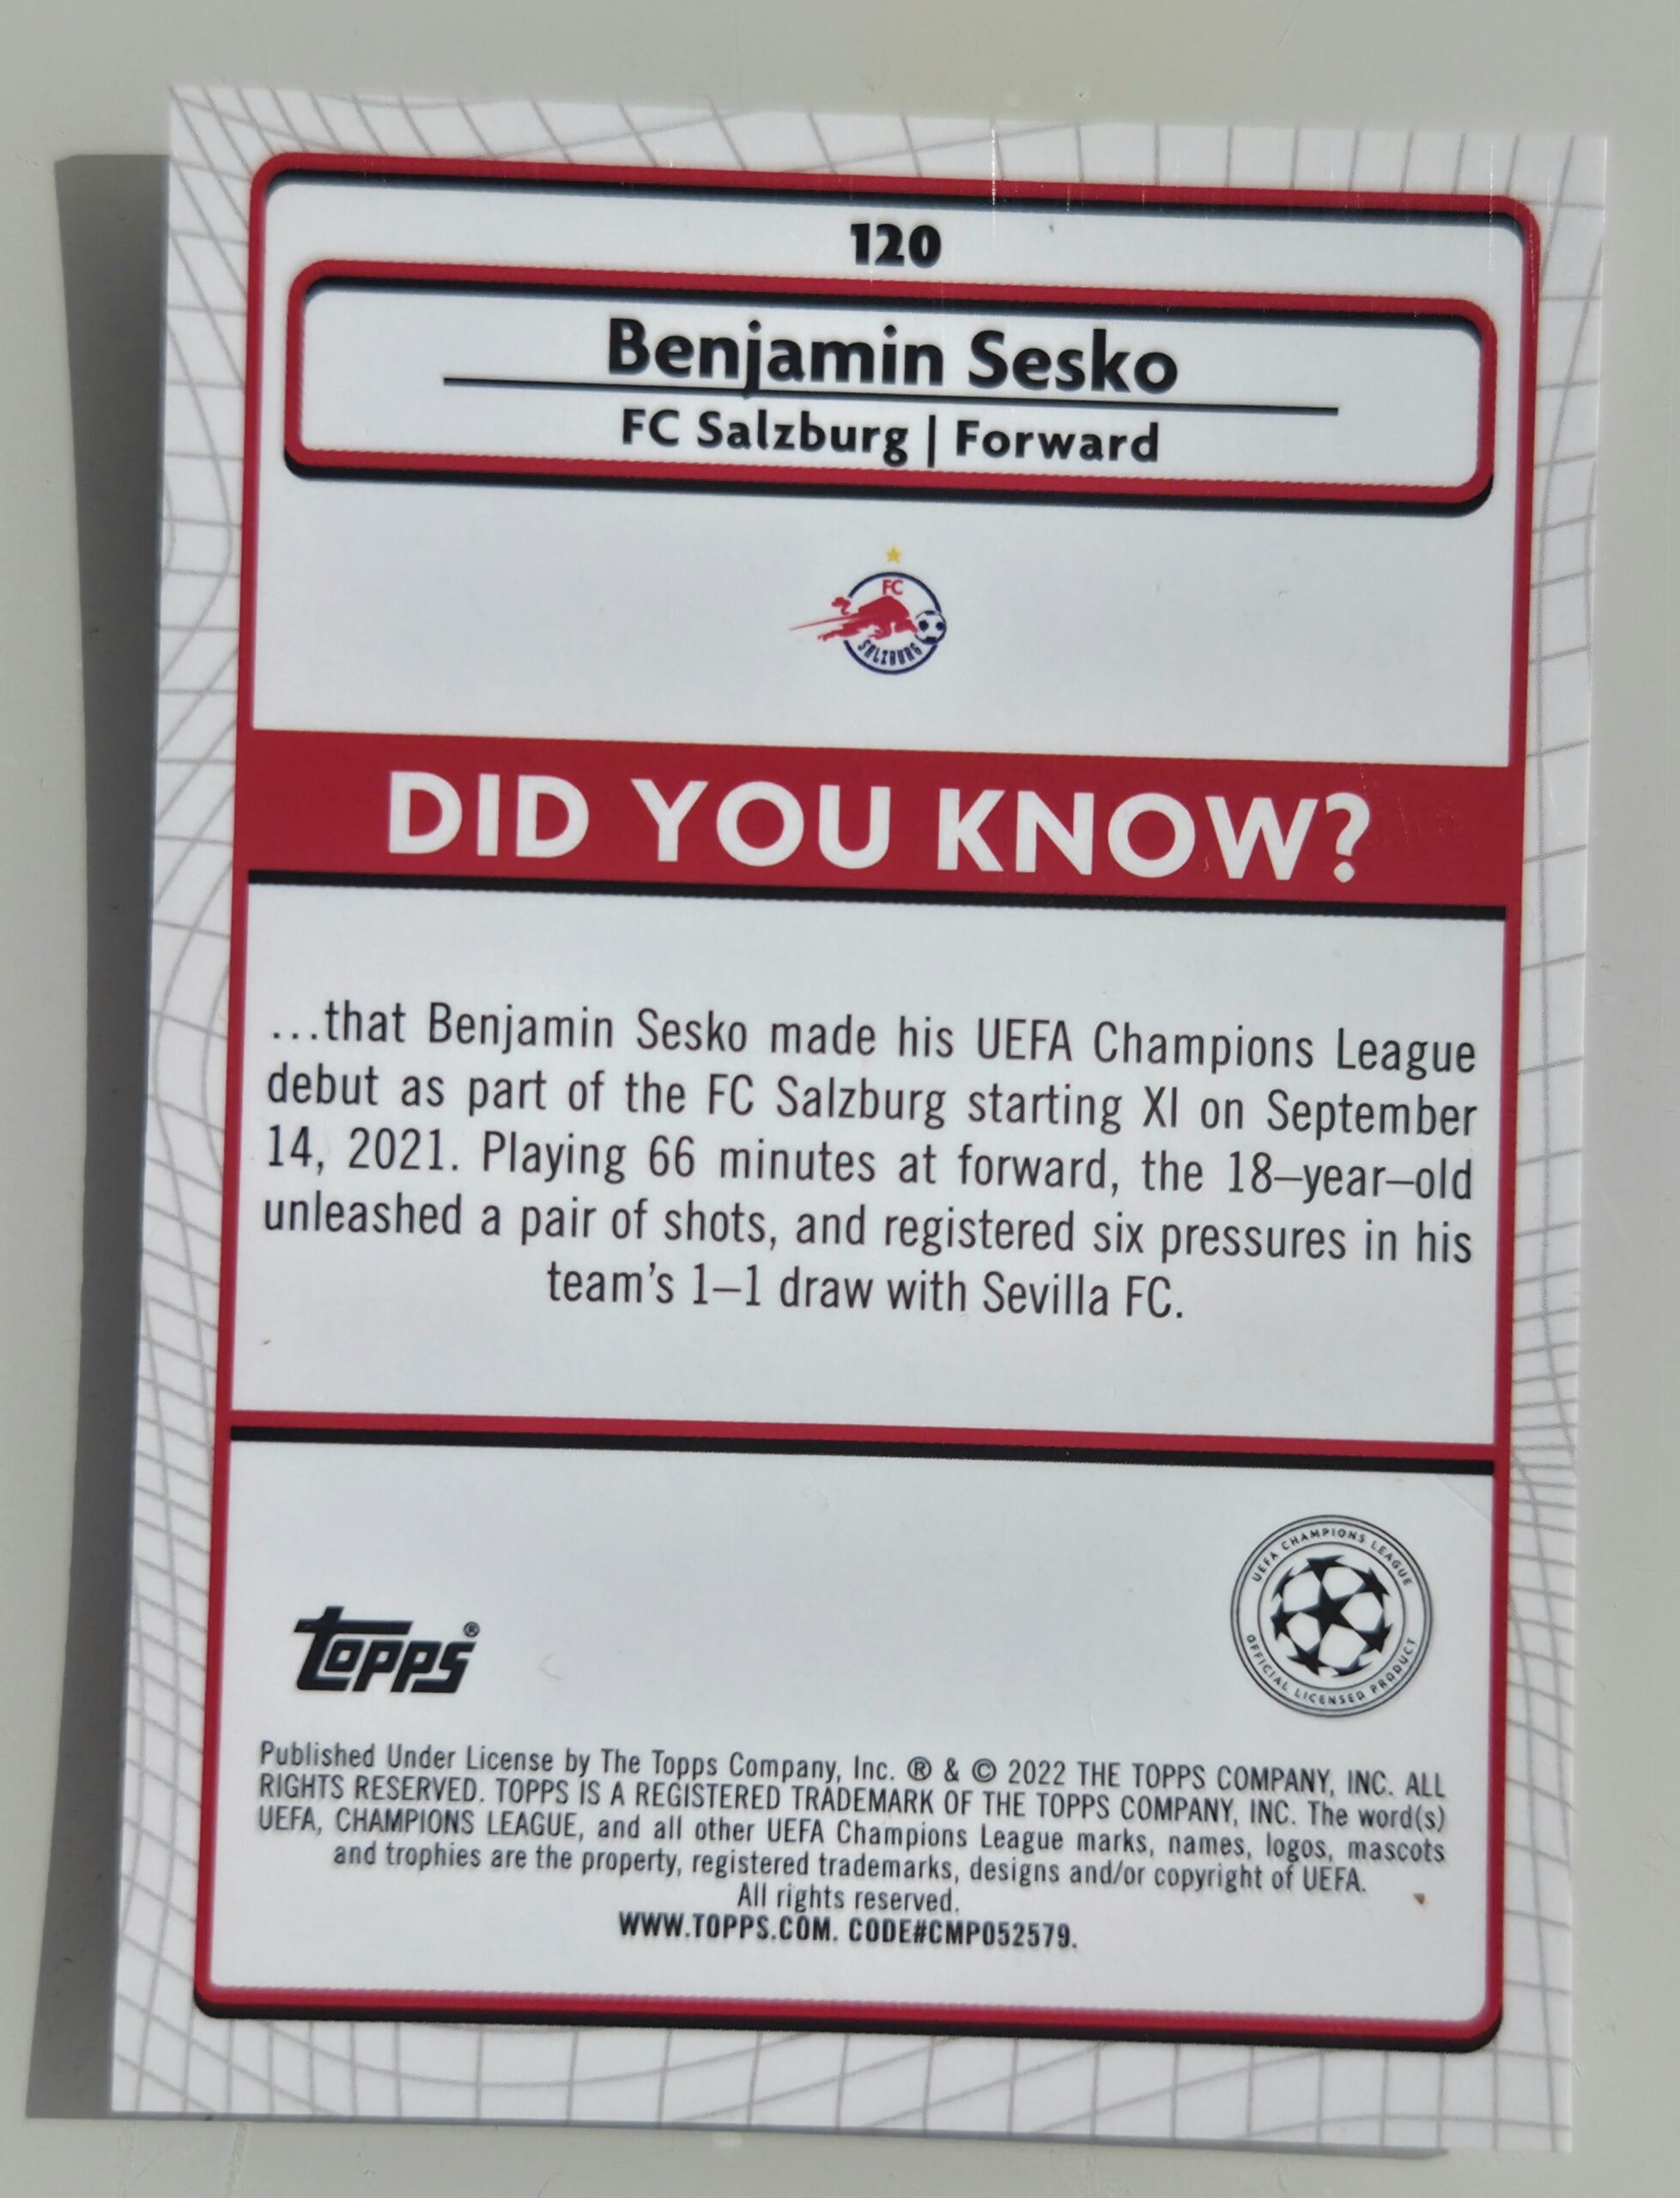 120
Benjamin Sesko
FC Salzburg | Forward
FC
SALZBURG
DID YOU KNOW?
...that Benjamin Sesko made his UEFA Champions League
debut as part of the FC Salzburg starting XI on September
14, 2021. Playing 66 minutes at forward, the 18–year–old
unleashed a pair of shots, and registered six pressures in his
team’s 1–1 draw with Sevilla FC.
UEFA CHAMPIONS LEAGUE
OFFICIAL LICENSED PRODUCT
topps®
Published Under License by The Topps Company, Inc. ® & © 2022 THE TOPPS COMPANY, INC. ALL
RIGHTS RESERVED. TOPPS IS A REGISTERED TRADEMARK OF THE TOPPS COMPANY, INC. The word(s)
UEFA, CHAMPIONS LEAGUE, and all other UEFA Champions League marks, names, logos, mascots
and trophies are the property, registered trademarks, designs and/or copyright of UEFA.
All rights reserved.
WWW.TOPPS.COM. CODE#CMP052579.